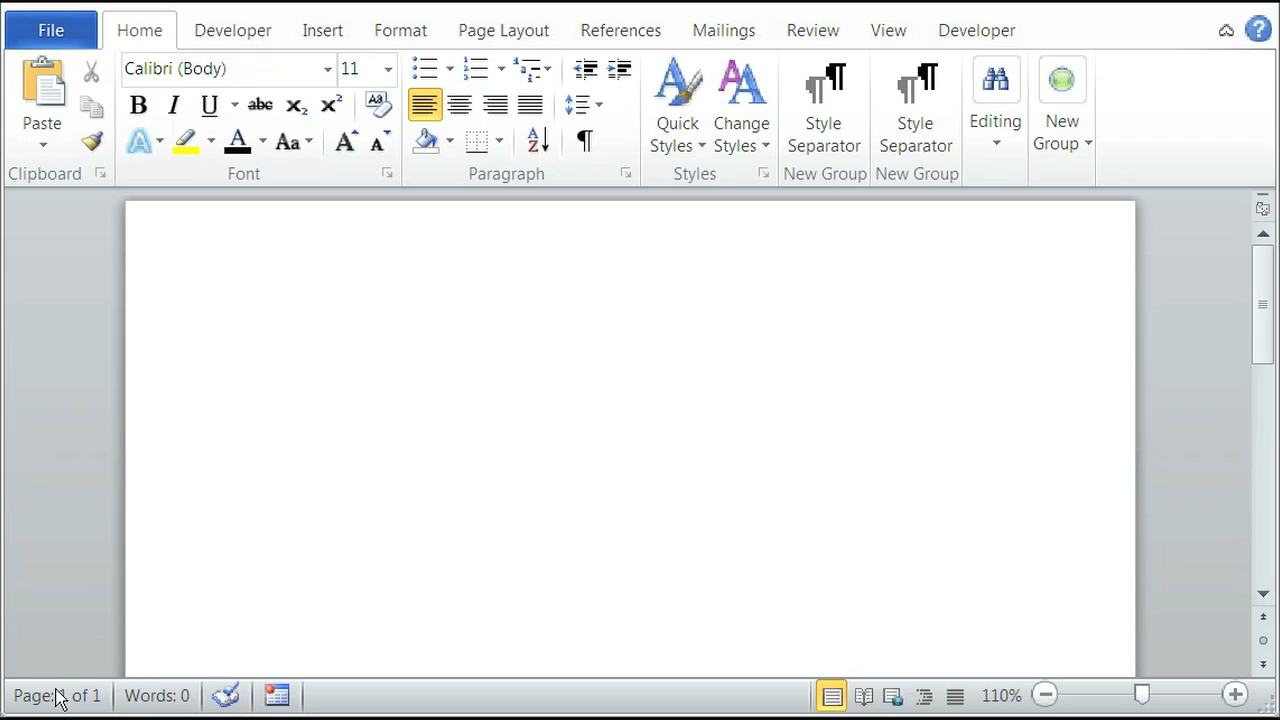 File Home Developer Insert Format Page Layout References Mailings Review View Developer
Calibri (Body) 11
Paste
Quick Styles
Change Styles
Style Separator
Style Separator
Editing
New Group
Clipboard Font Paragraph Styles New Group New Group
Page: 1 of 1 Words: 0 110%